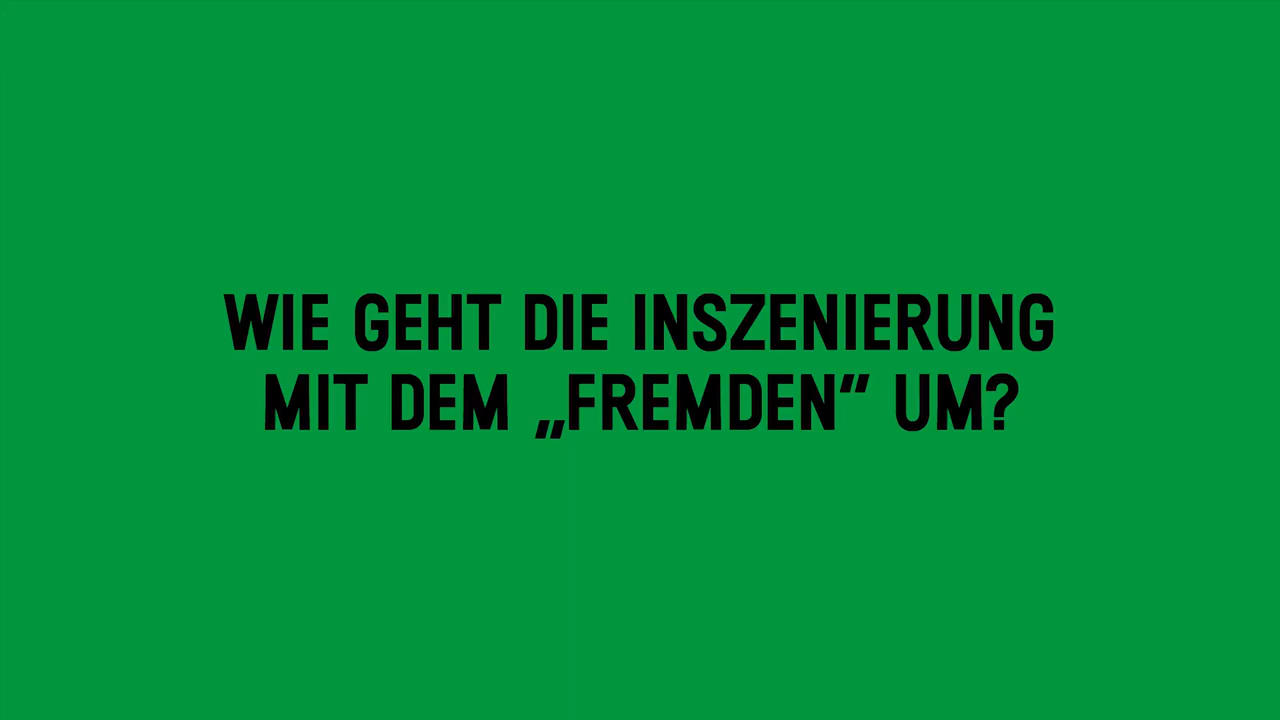 WIE GEHT DIE INSZENIERUNG
MIT DEM „FREMDEN“ UM?